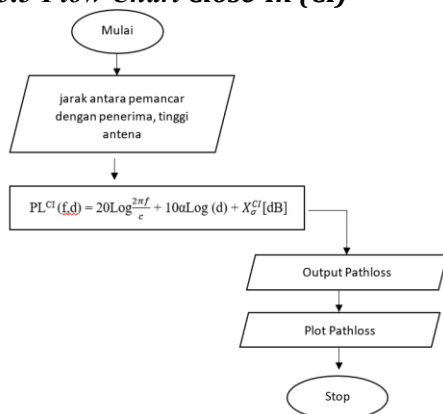 Flow Chart Close-In (CI)
Mulai
jarak antara pemancar
dengan penerima, tinggi
antena
PL^{CI} (f,d) = 20Log\frac{2πf}{c} + 10αLog (d) + X_σ^{CI}[dB]
Output Pathloss
Plot Pathloss
Stop